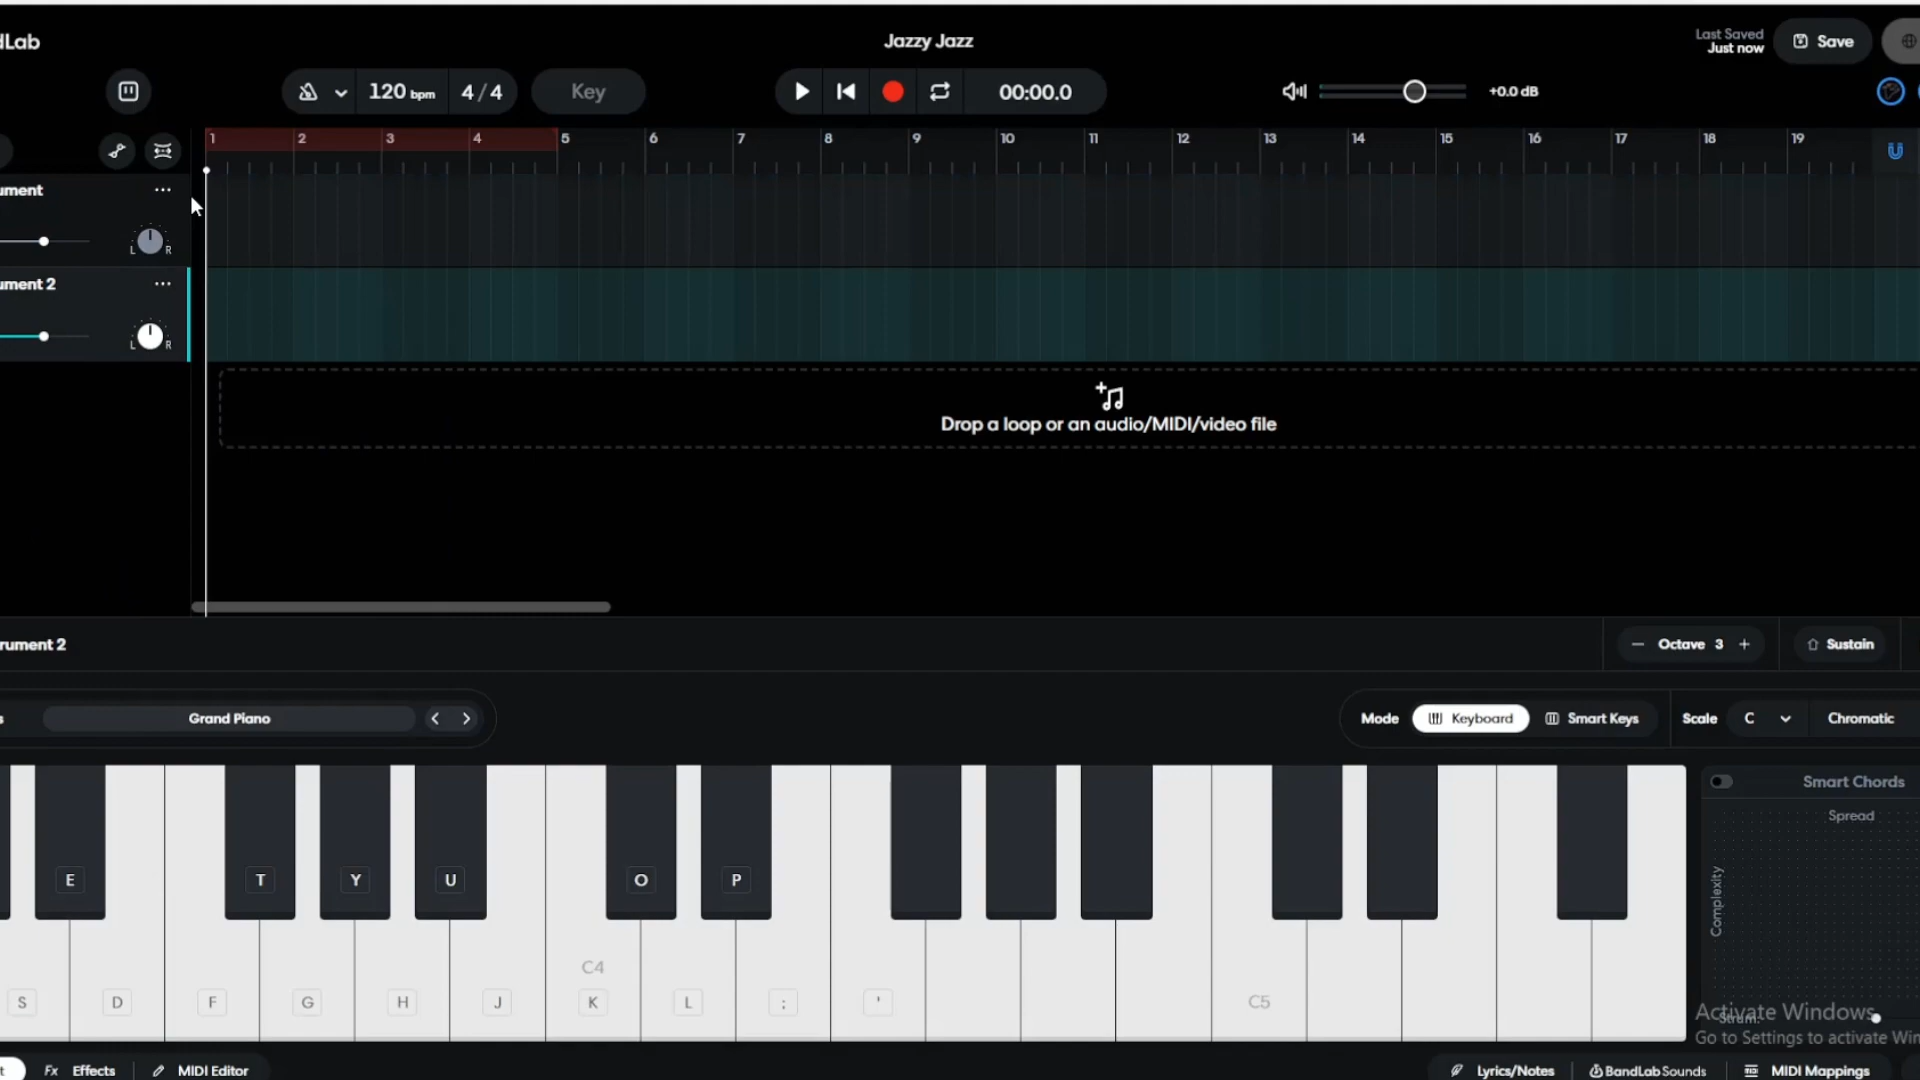 dLab
Jazzy Jazz
Last Saved
Just now
Save
120 bpm
4 / 4
Key
00:00.0
+0.0 dB
1 2 3 4 5 6 7 8 9 10 11 12 13 14 15 16 17 18 19
ument
L R
ument 2
L R
Drop a loop or an audio/MIDI/video file
rument 2
Octave 3
Sustain
s
Grand Piano
Mode
Keyboard
Smart Keys
Scale
C
Chromatic
Smart Chords
Spread
Complexity
E T Y U O P
C4
S D F G H J K L ; '
C5
Strum
Activate Windows
Go to Settings to activate Win
t
Fx Effects
MIDI Editor
Lyrics/Notes
BandLab Sounds
MIDI Mappings